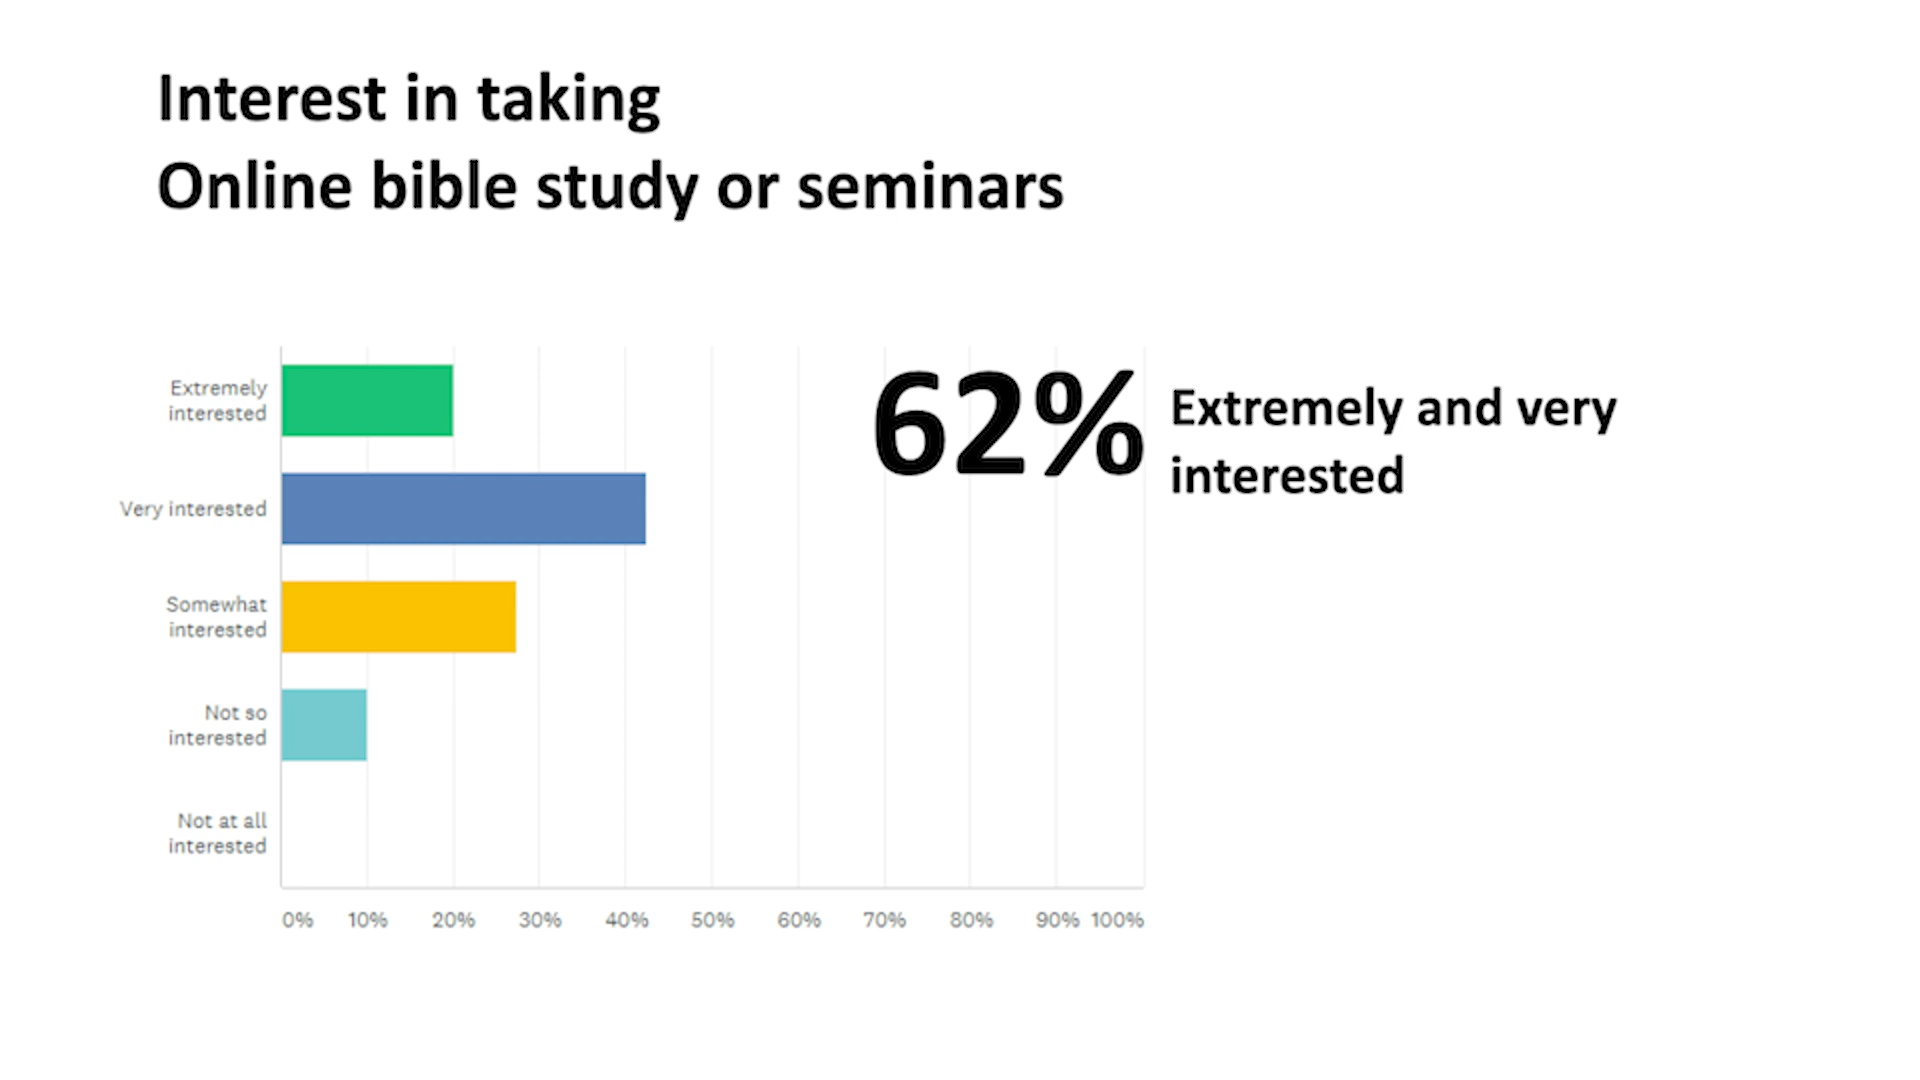 Interest in taking
Online bible study or seminars
62%
Extremely and very
interested
Extremely
interested
Very interested
Somewhat
interested
Not so
interested
Not at all
interested
0% 10% 20% 30% 40% 50% 60% 70% 80% 90% 100%